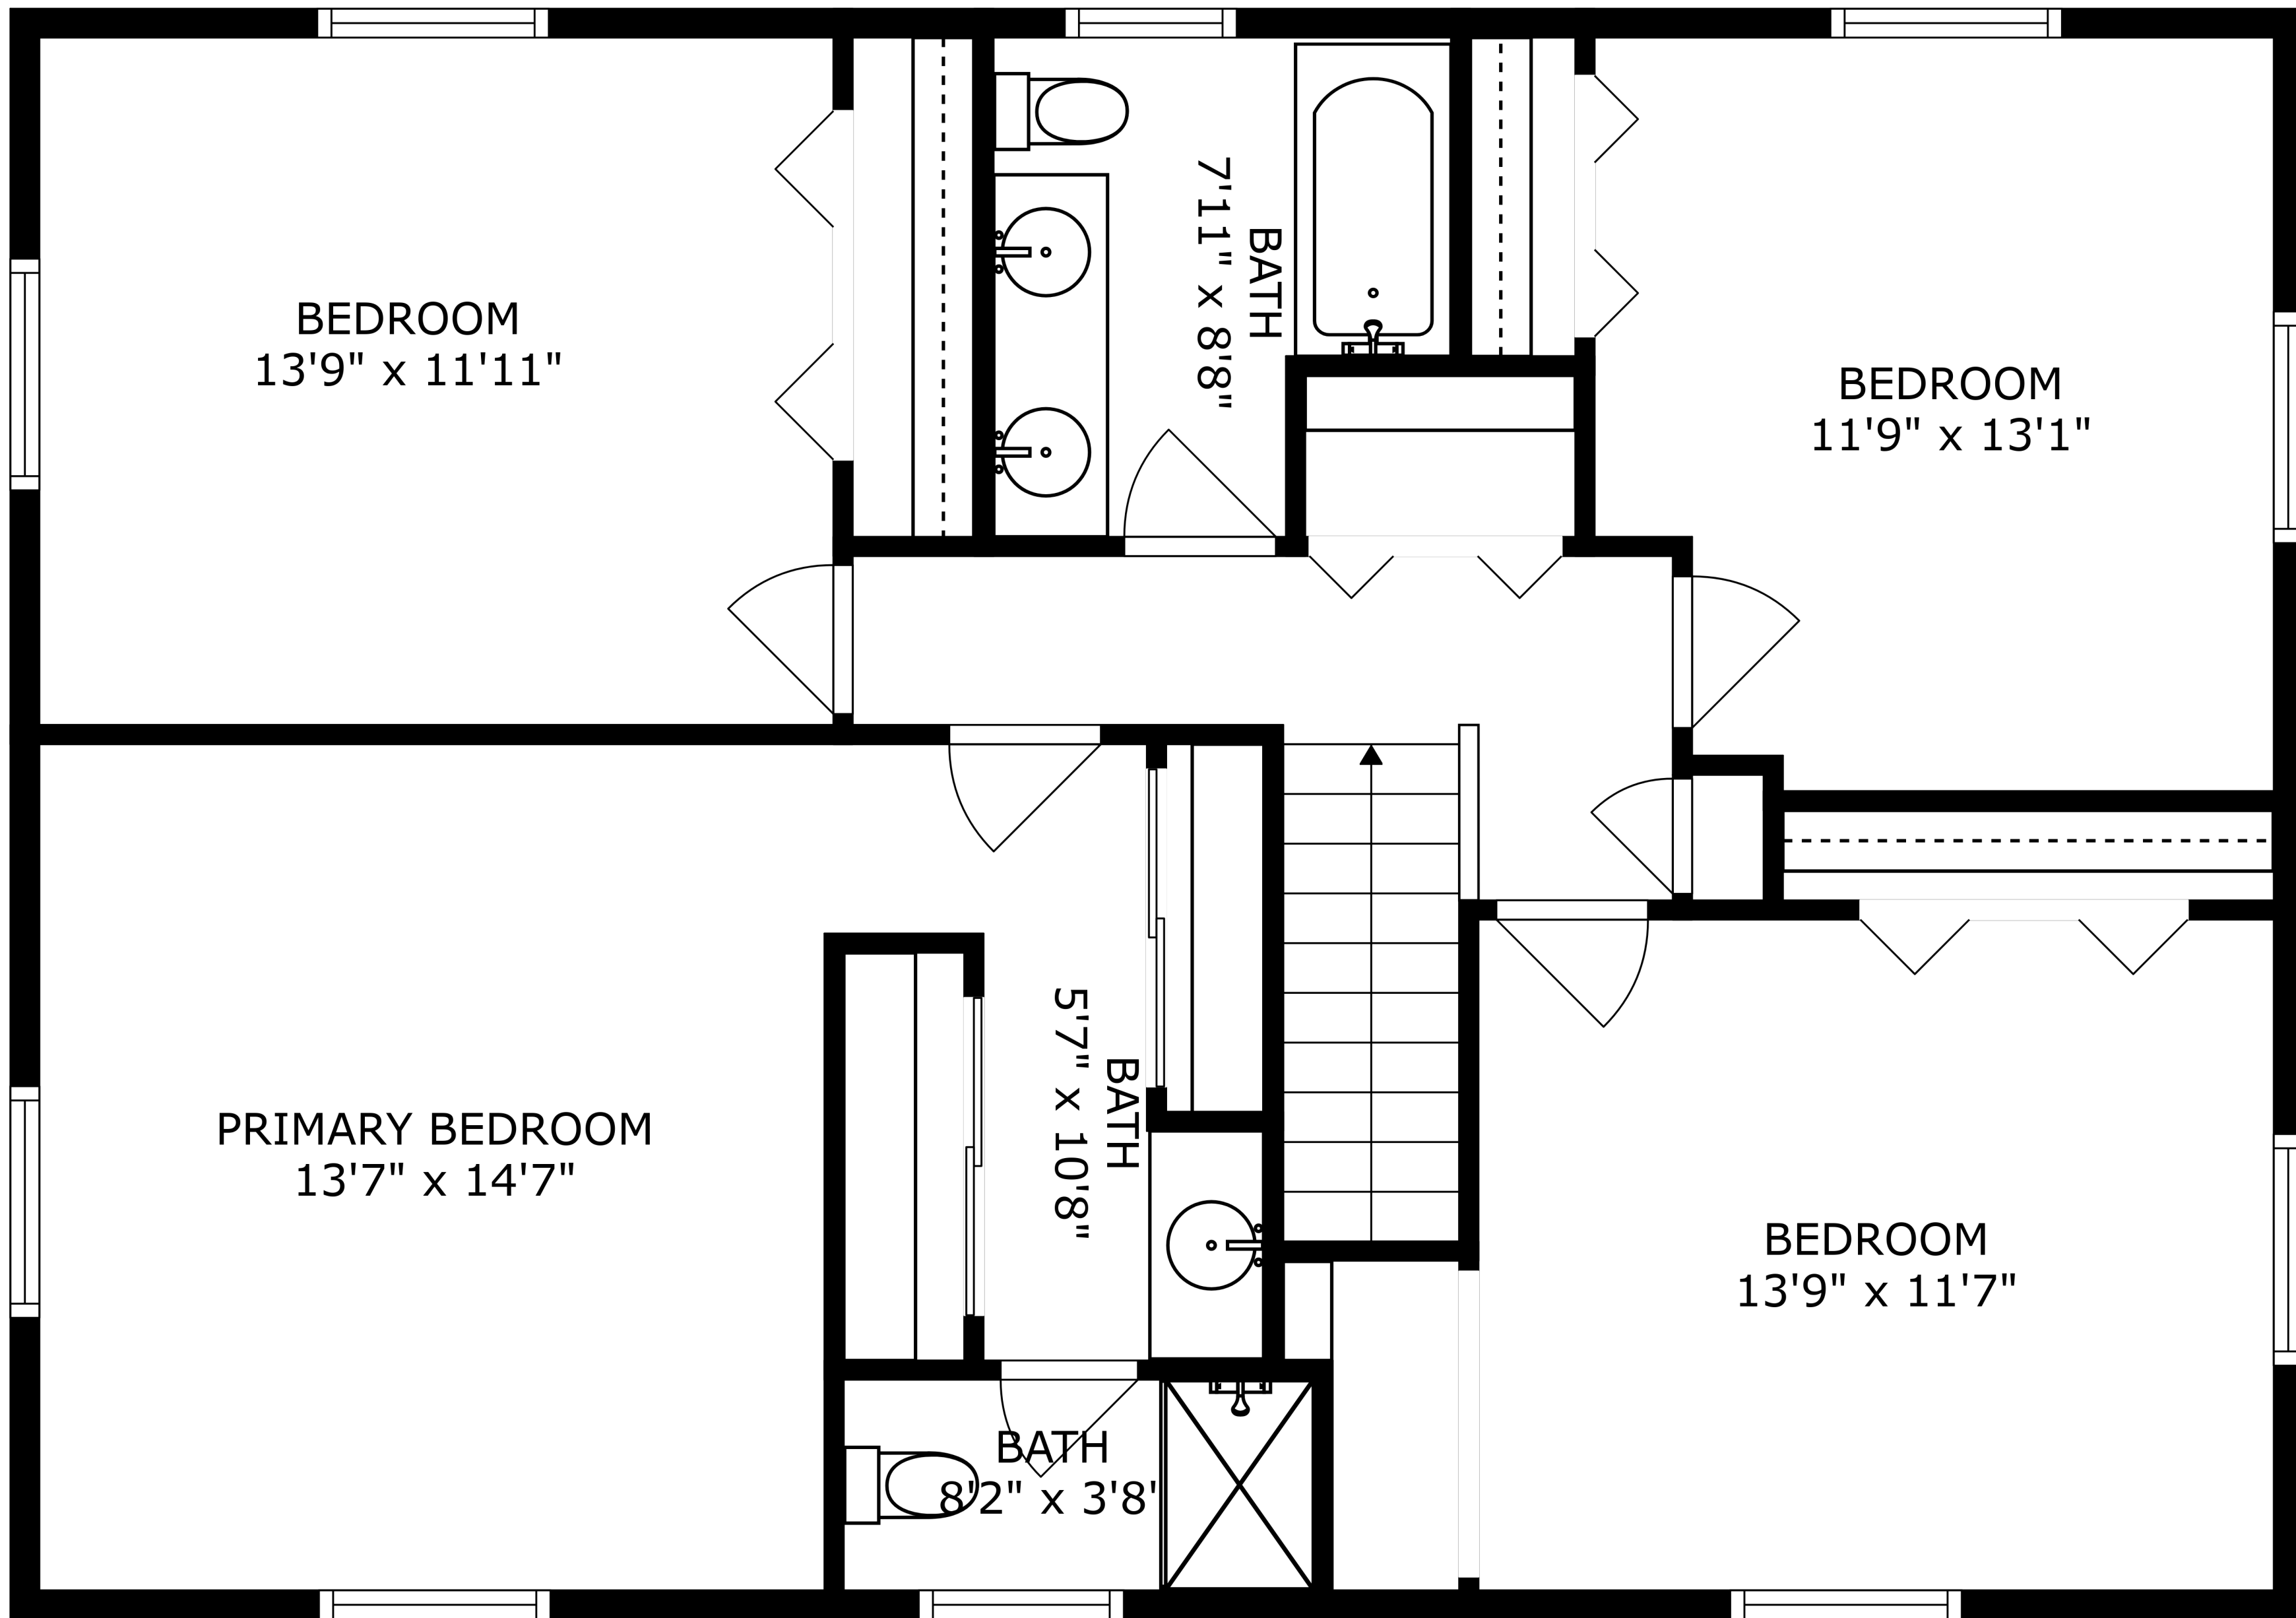 BEDROOM
13'9" x 11'11"
BATH
7'11" x 8'8"
BEDROOM
11'9" x 13'1"
PRIMARY BEDROOM
13'7" x 14'7"
BATH
5'7" x 10'8"
BEDROOM
13'9" x 11'7"
BATH
8'2" x 3'8'